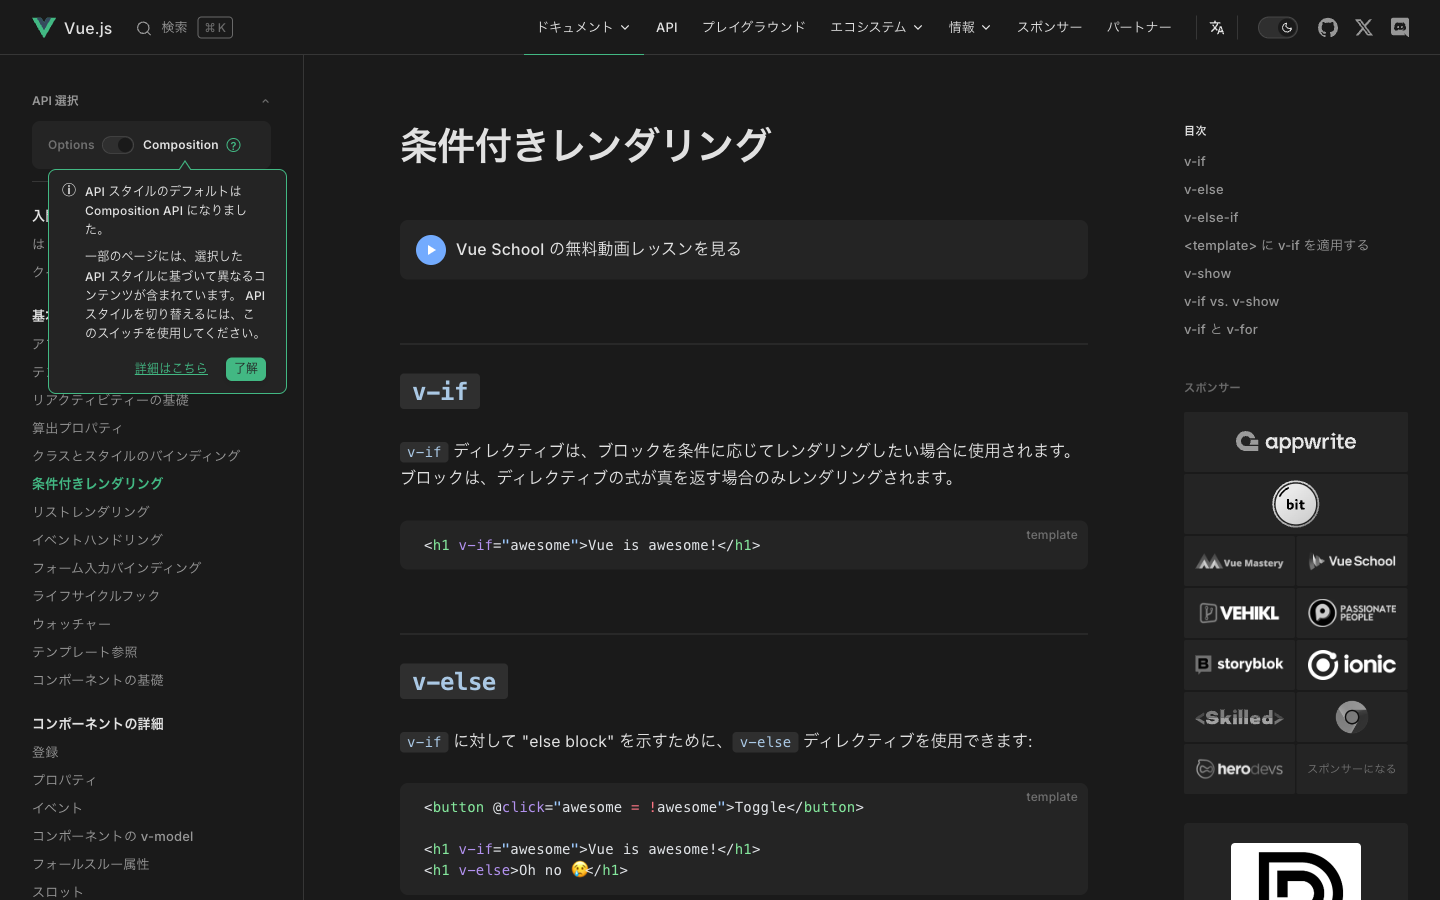 Vue.js
検索
⌘ K
ドキュメント
API
プレイグラウンド
エコシステム
情報
スポンサー
パートナー
API 選択
Options
Composition
?
API スタイルのデフォルトは
Composition API になりまし
た。
一部のページには、選択した
API スタイルに基づいて異なるコ
ンテンツが含まれています。 API
スタイルを切り替えるには、こ
のスイッチを使用してください。
詳細はこちら
了解
リアクティビティーの基礎
算出プロパティ
クラスとスタイルのバインディング
条件付きレンダリング
リストレンダリング
イベントハンドリング
フォーム入力バインディング
ライフサイクルフック
ウォッチャー
テンプレート参照
コンポーネントの基礎
コンポーネントの詳細
登録
プロパティ
イベント
コンポーネントの v-model
フォールスルー属性
スロット
条件付きレンダリング
Vue School の無料動画レッスンを見る
v-if
v-if ディレクティブは、ブロックを条件に応じてレンダリングしたい場合に使用されます。
ブロックは、ディレクティブの式が真を返す場合のみレンダリングされます。
template
<h1 v-if="awesome">Vue is awesome!</h1>
v-else
v-if に対して "else block" を示すために、 v-else ディレクティブを使用できます:
template
<button @click="awesome = !awesome">Toggle</button>
<h1 v-if="awesome">Vue is awesome!</h1>
<h1 v-else>Oh no 😢</h1>
目次
v-if
v-else
v-else-if
<template> に v-if を適用する
v-show
v-if vs. v-show
v-if と v-for
スポンサー
appwrite
bit
Vue Mastery
Vue School
VEHIKL
PASSIONATE
PEOPLE
storyblok
ionic
<Skilled>
herodevs
スポンサーになる